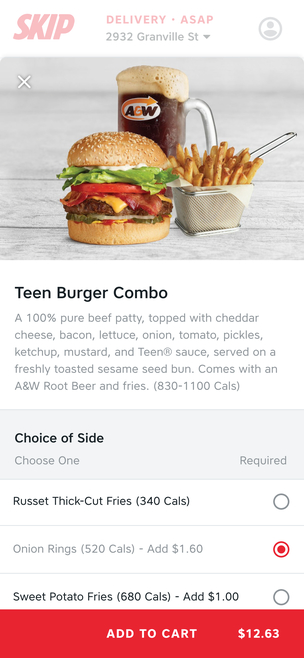 SKIP
DELIVERY • ASAP
2932 Granville St
A&W
Teen Burger Combo
A 100% pure beef patty, topped with cheddar
cheese, bacon, lettuce, onion, tomato, pickles,
ketchup, mustard, and Teen® sauce, served on a
freshly toasted sesame seed bun. Comes with an
A&W Root Beer and fries. (830-1100 Cals)
Choice of Side
Choose One Required
Russet Thick-Cut Fries (340 Cals)
Onion Rings (520 Cals) - Add $1.60
Sweet Potato Fries (680 Cals) - Add $1.00
ADD TO CART $12.63